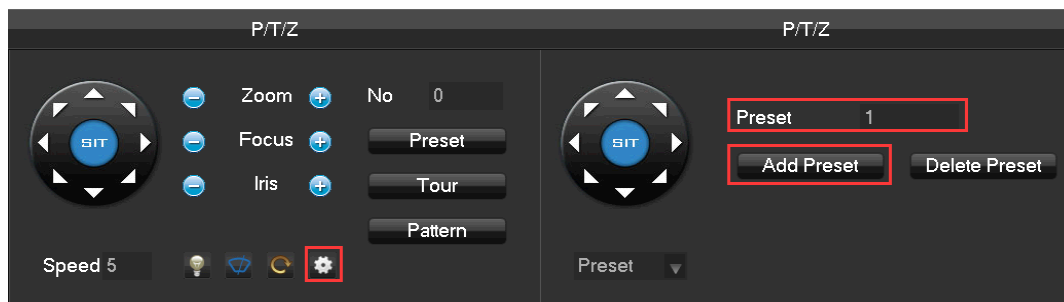 P/T/Z
SIT
Zoom
No 0
Focus
Preset
Iris
Tour
Pattern
Speed 5
P/T/Z
SIT
Preset 1
Add Preset
Delete Preset
Preset